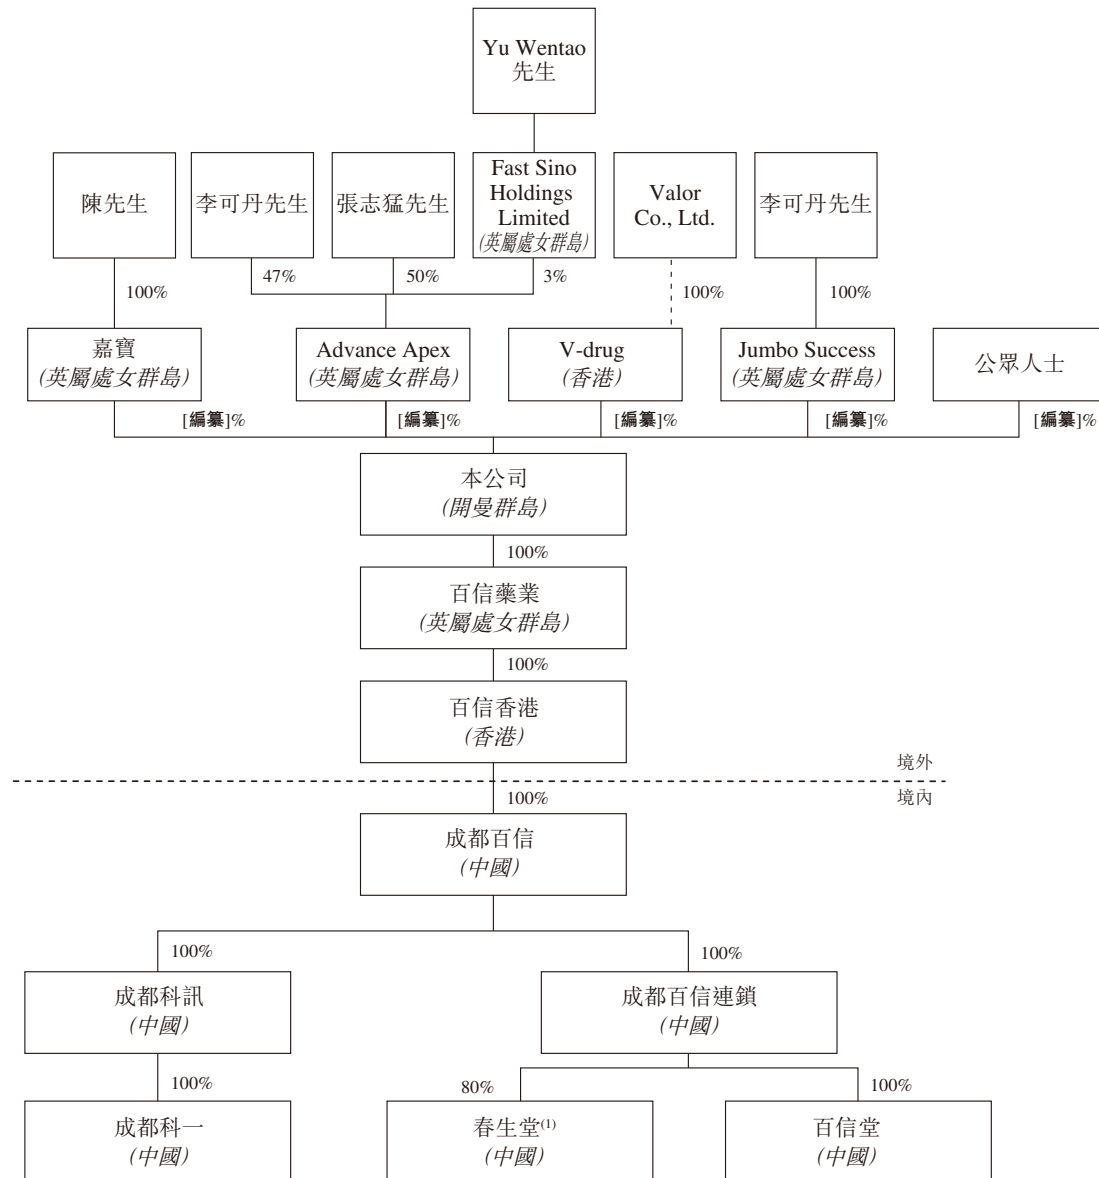 Yu Wentao
先生
陳先生
李可丹先生
張志猛先生
Fast Sino
Holdings
Limited
(英屬處女群島)
Valor
Co., Ltd.
李可丹先生
100%
47%
50%
3%
100%
100%
嘉寶
(英屬處女群島)
Advance Apex
(英屬處女群島)
V-drug
(香港)
Jumbo Success
(英屬處女群島)
公眾人士
[編纂]%
[編纂]%
[編纂]%
[編纂]%
[編纂]%
本公司
(開曼群島)
100%
百信藥業
(英屬處女群島)
100%
百信香港
(香港)
境外
境內
100%
成都百信
(中國)
100%
100%
成都科訊
(中國)
成都百信連鎖
(中國)
100%
80%
100%
成都科一
(中國)
春生堂(1)
(中國)
百信堂
(中國)